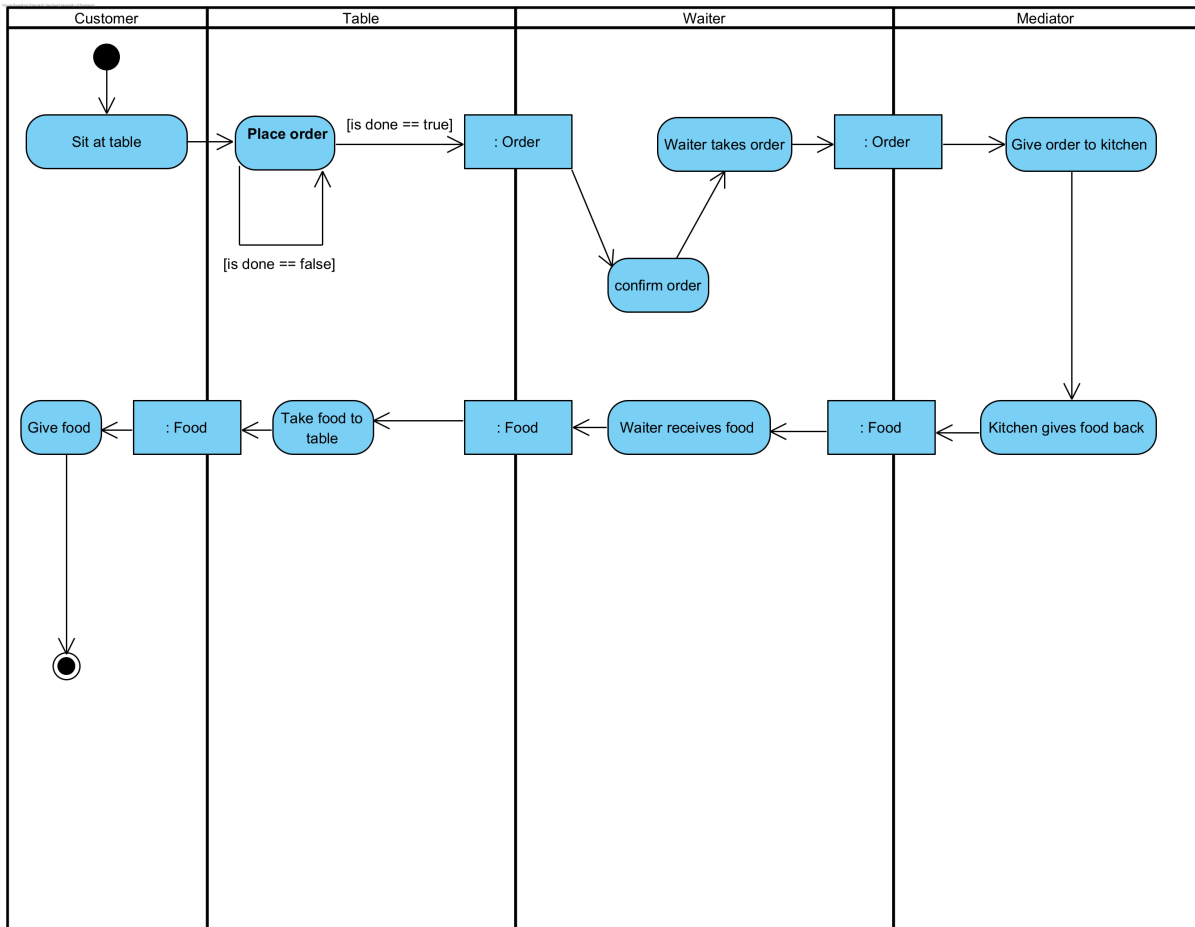 Customer
Table
Waiter
Mediator
Sit at table
Place order
[is done == true]
: Order
Waiter takes order
: Order
Give order to kitchen
[is done == false]
confirm order
Give food
: Food
Take food to
table
: Food
Waiter receives food
: Food
Kitchen gives food back